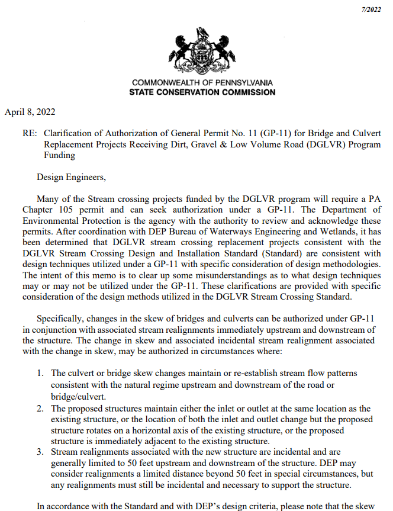 7/2022
COMMONWEALTH OF PENNSYLVANIA
STATE CONSERVATION COMMISSION
April 8, 2022
RE: Clarification of Authorization of General Permit No. 11 (GP-11) for Bridge and Culvert
Replacement Projects Receiving Dirt, Gravel & Low Volume Road (DGLVR) Program
Funding
Design Engineers,
Many of the Stream crossing projects funded by the DGLVR program will require a PA
Chapter 105 permit and can seek authorization under a GP-11. The Department of
Environmental Protection is the agency with the authority to review and acknowledge these
permits. After coordination with DEP Bureau of Waterways Engineering and Wetlands, it has
been determined that DGLVR stream crossing replacement projects consistent with the
DGLVR Stream Crossing Design and Installation Standard (Standard) are consistent with
design techniques utilized under a GP-11 with specific consideration of design methodologies.
The intent of this memo is to clear up some misunderstandings as to what design techniques
may or may not be utilized under the GP-11. These clarifications are provided with specific
consideration of the design methods utilized in the DGLVR Stream Crossing Standard.
Specifically, changes in the skew of bridges and culverts can be authorized under GP-11
in conjunction with associated stream realignments immediately upstream and downstream of
the structure. The change in skew and associated incidental stream realignment associated
with the change in skew, may be authorized in circumstances where:
1. The culvert or bridge skew changes maintain or re-establish stream flow patterns
consistent with the natural regime upstream and downstream of the road or
bridge/culvert.
2. The proposed structures maintain either the inlet or outlet at the same location as the
existing structure, or the location of both the inlet and outlet change but the proposed
structure rotates on a horizontal axis of the existing structure, or the proposed
structure is immediately adjacent to the existing structure.
3. Stream realignments associated with the new structure are incidental and are
generally limited to 50 feet upstream and downstream of the structure. DEP may
consider realignments a limited distance beyond 50 feet in special circumstances, but
any realignments must still be incidental and necessary to support the structure.
In accordance with the Standard and with DEP's design criteria, please note that the skew